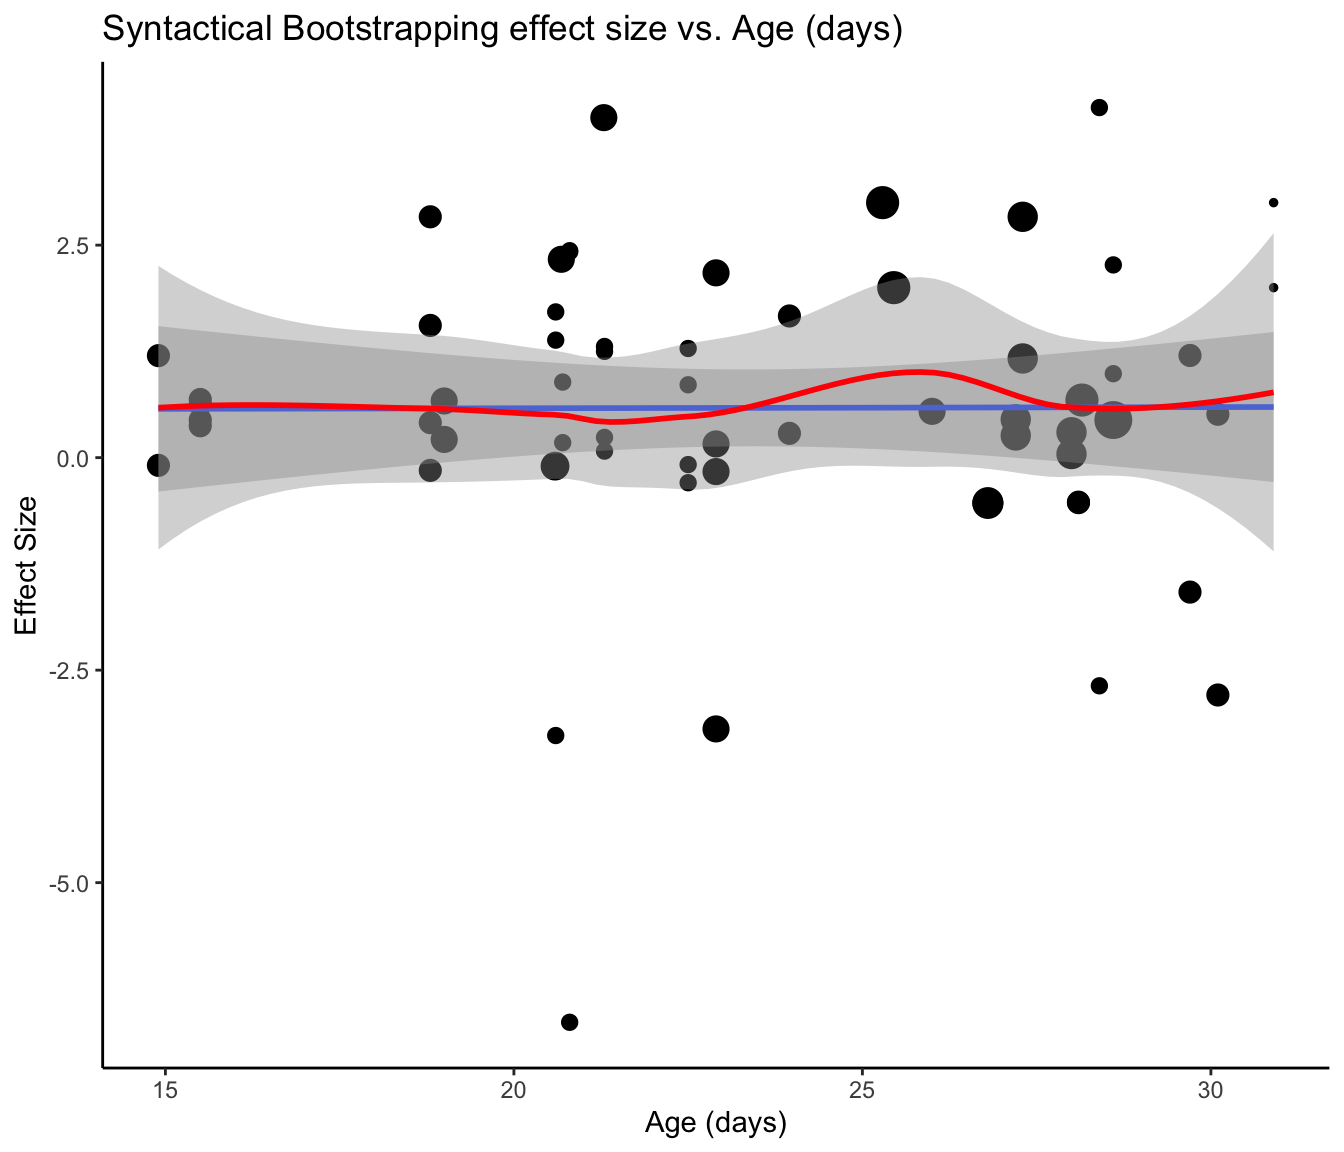 Syntactical Bootstrapping effect size vs. Age (days)
Effect Size
2.5
0.0
-2.5
-5.0
15 20 25 30
Age (days)